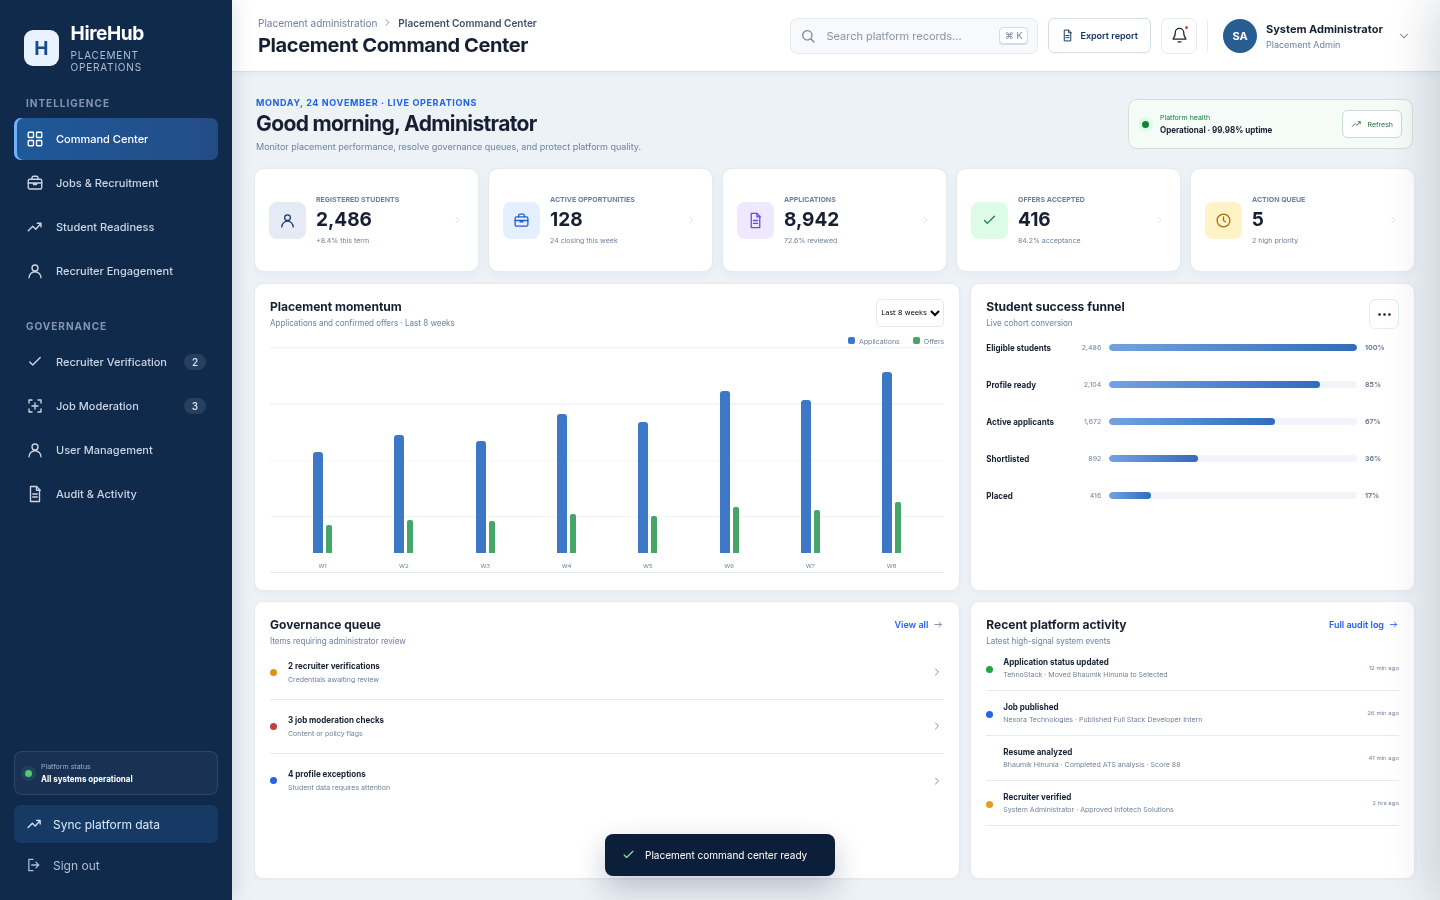 H
HireHub
PLACEMENT
OPERATIONS
INTELLIGENCE
Command Center
Jobs & Recruitment
Student Readiness
Recruiter Engagement
GOVERNANCE
Recruiter Verification 2
Job Moderation 3
User Management
Audit & Activity
Platform status
All systems operational
Sync platform data
Sign out
Placement administration Placement Command Center
Placement Command Center
Search platform records... ⌘ K
Export report
SA
System Administrator
Placement Admin
MONDAY, 24 NOVEMBER · LIVE OPERATIONS
Good morning, Administrator
Monitor placement performance, resolve governance queues, and protect platform quality.
Platform health
Operational · 99.98% uptime
Refresh
REGISTERED STUDENTS
2,486
+8.4% this term
ACTIVE OPPORTUNITIES
128
24 closing this week
APPLICATIONS
8,942
72.6% reviewed
OFFERS ACCEPTED
416
84.2% acceptance
ACTION QUEUE
5
2 high priority
Placement momentum
Applications and confirmed offers · Last 8 weeks
Last 8 weeks
Applications Offers
W1 W2 W3 W4 W5 W6 W7 W8
Student success funnel
Live cohort conversion
Eligible students 2,486 100%
Profile ready 2,104 85%
Active applicants 1,672 67%
Shortlisted 892 36%
Placed 416 17%
Governance queue
Items requiring administrator review
View all →
2 recruiter verifications
Credentials awaiting review
3 job moderation checks
Content or policy flags
4 profile exceptions
Student data requires attention
Recent platform activity
Latest high-signal system events
Full audit log →
Application status updated
TehnoStack · Moved Bhaumik Hinunia to Selected
12 min ago
Job published
Nexora Technologies · Published Full Stack Developer Intern
26 min ago
Resume analyzed
Bhaumik Hinunia · Completed ATS analysis · Score 88
41 min ago
Recruiter verified
System Administrator · Approved Infotech Solutions
2 hrs ago
Placement command center ready